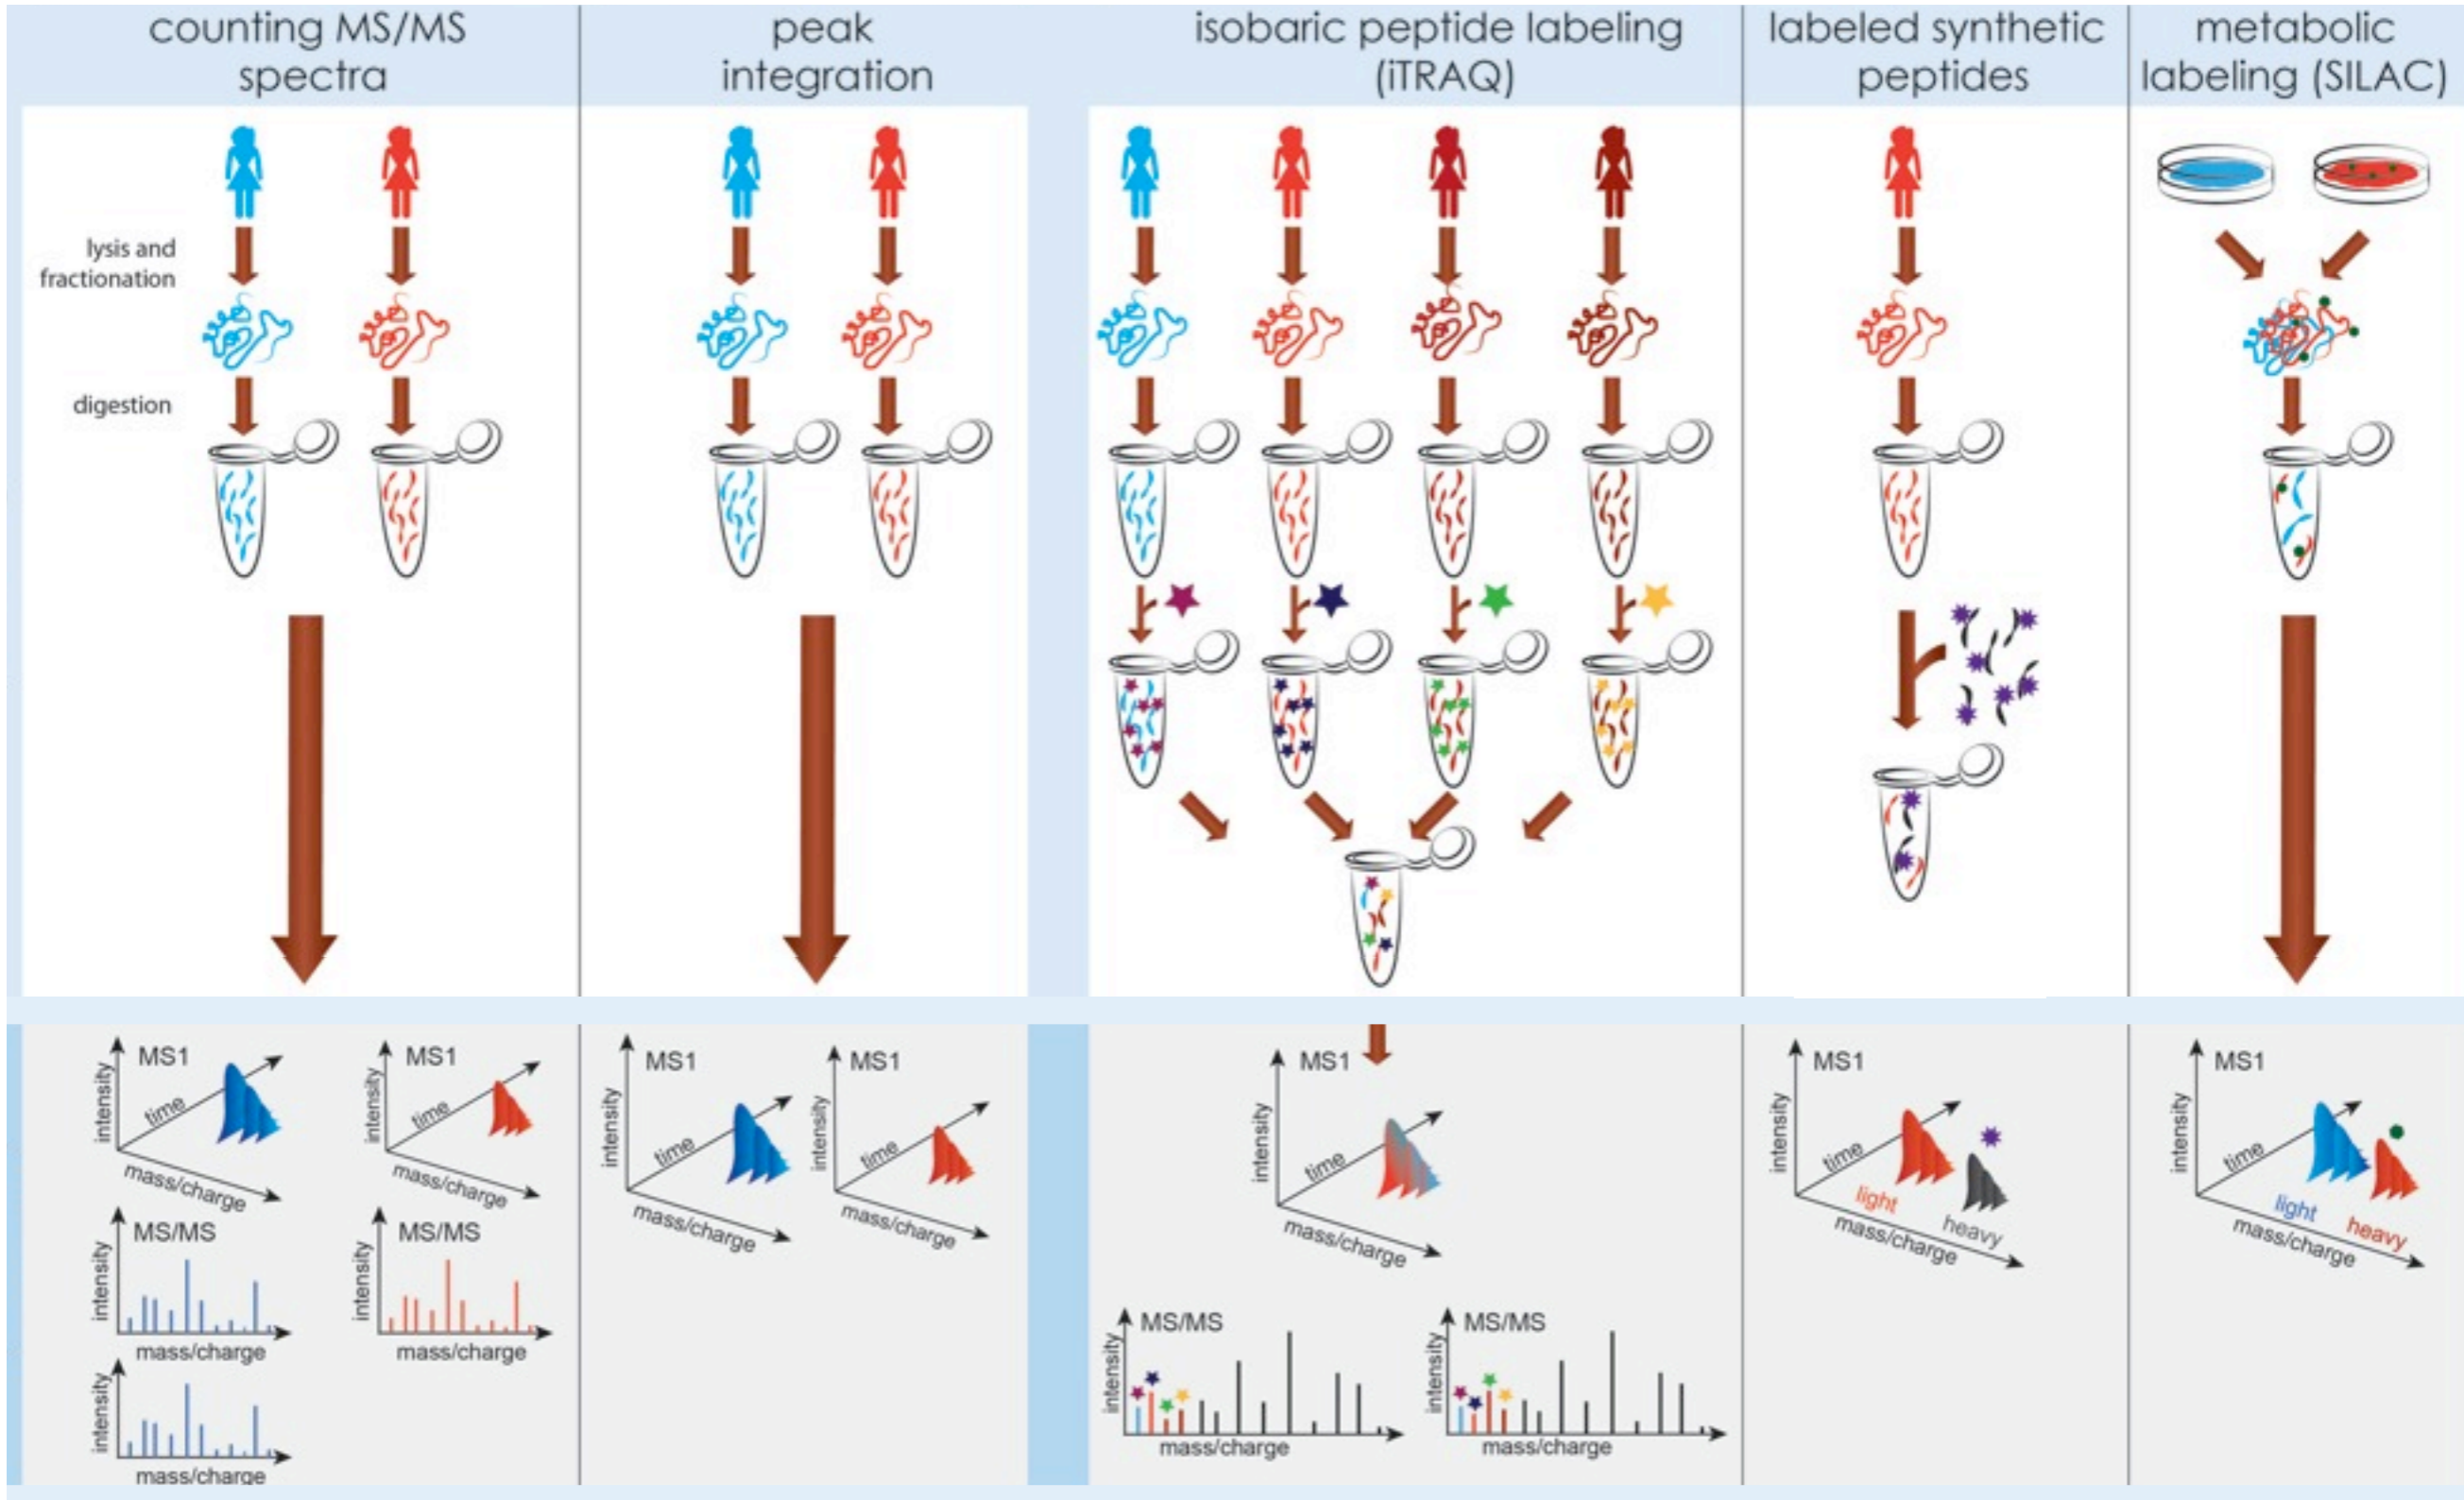 counting MS/MS
spectra
peak
integration
isobaric peptide labeling
(iTRAQ)
labeled synthetic
peptides
metabolic
labeling (SILAC)
lysis and
fractionation
digestion
MS1
intensity
time
mass/charge
MS1
intensity
time
mass/charge
MS/MS
intensity
mass/charge
MS/MS
intensity
mass/charge
intensity
mass/charge
MS1
intensity
time
mass/charge
MS1
intensity
time
mass/charge
MS1
intensity
time
mass/charge
MS/MS
intensity
mass/charge
MS/MS
intensity
mass/charge
MS1
intensity
time
light
heavy
mass/charge
MS1
intensity
time
light
heavy
mass/charge